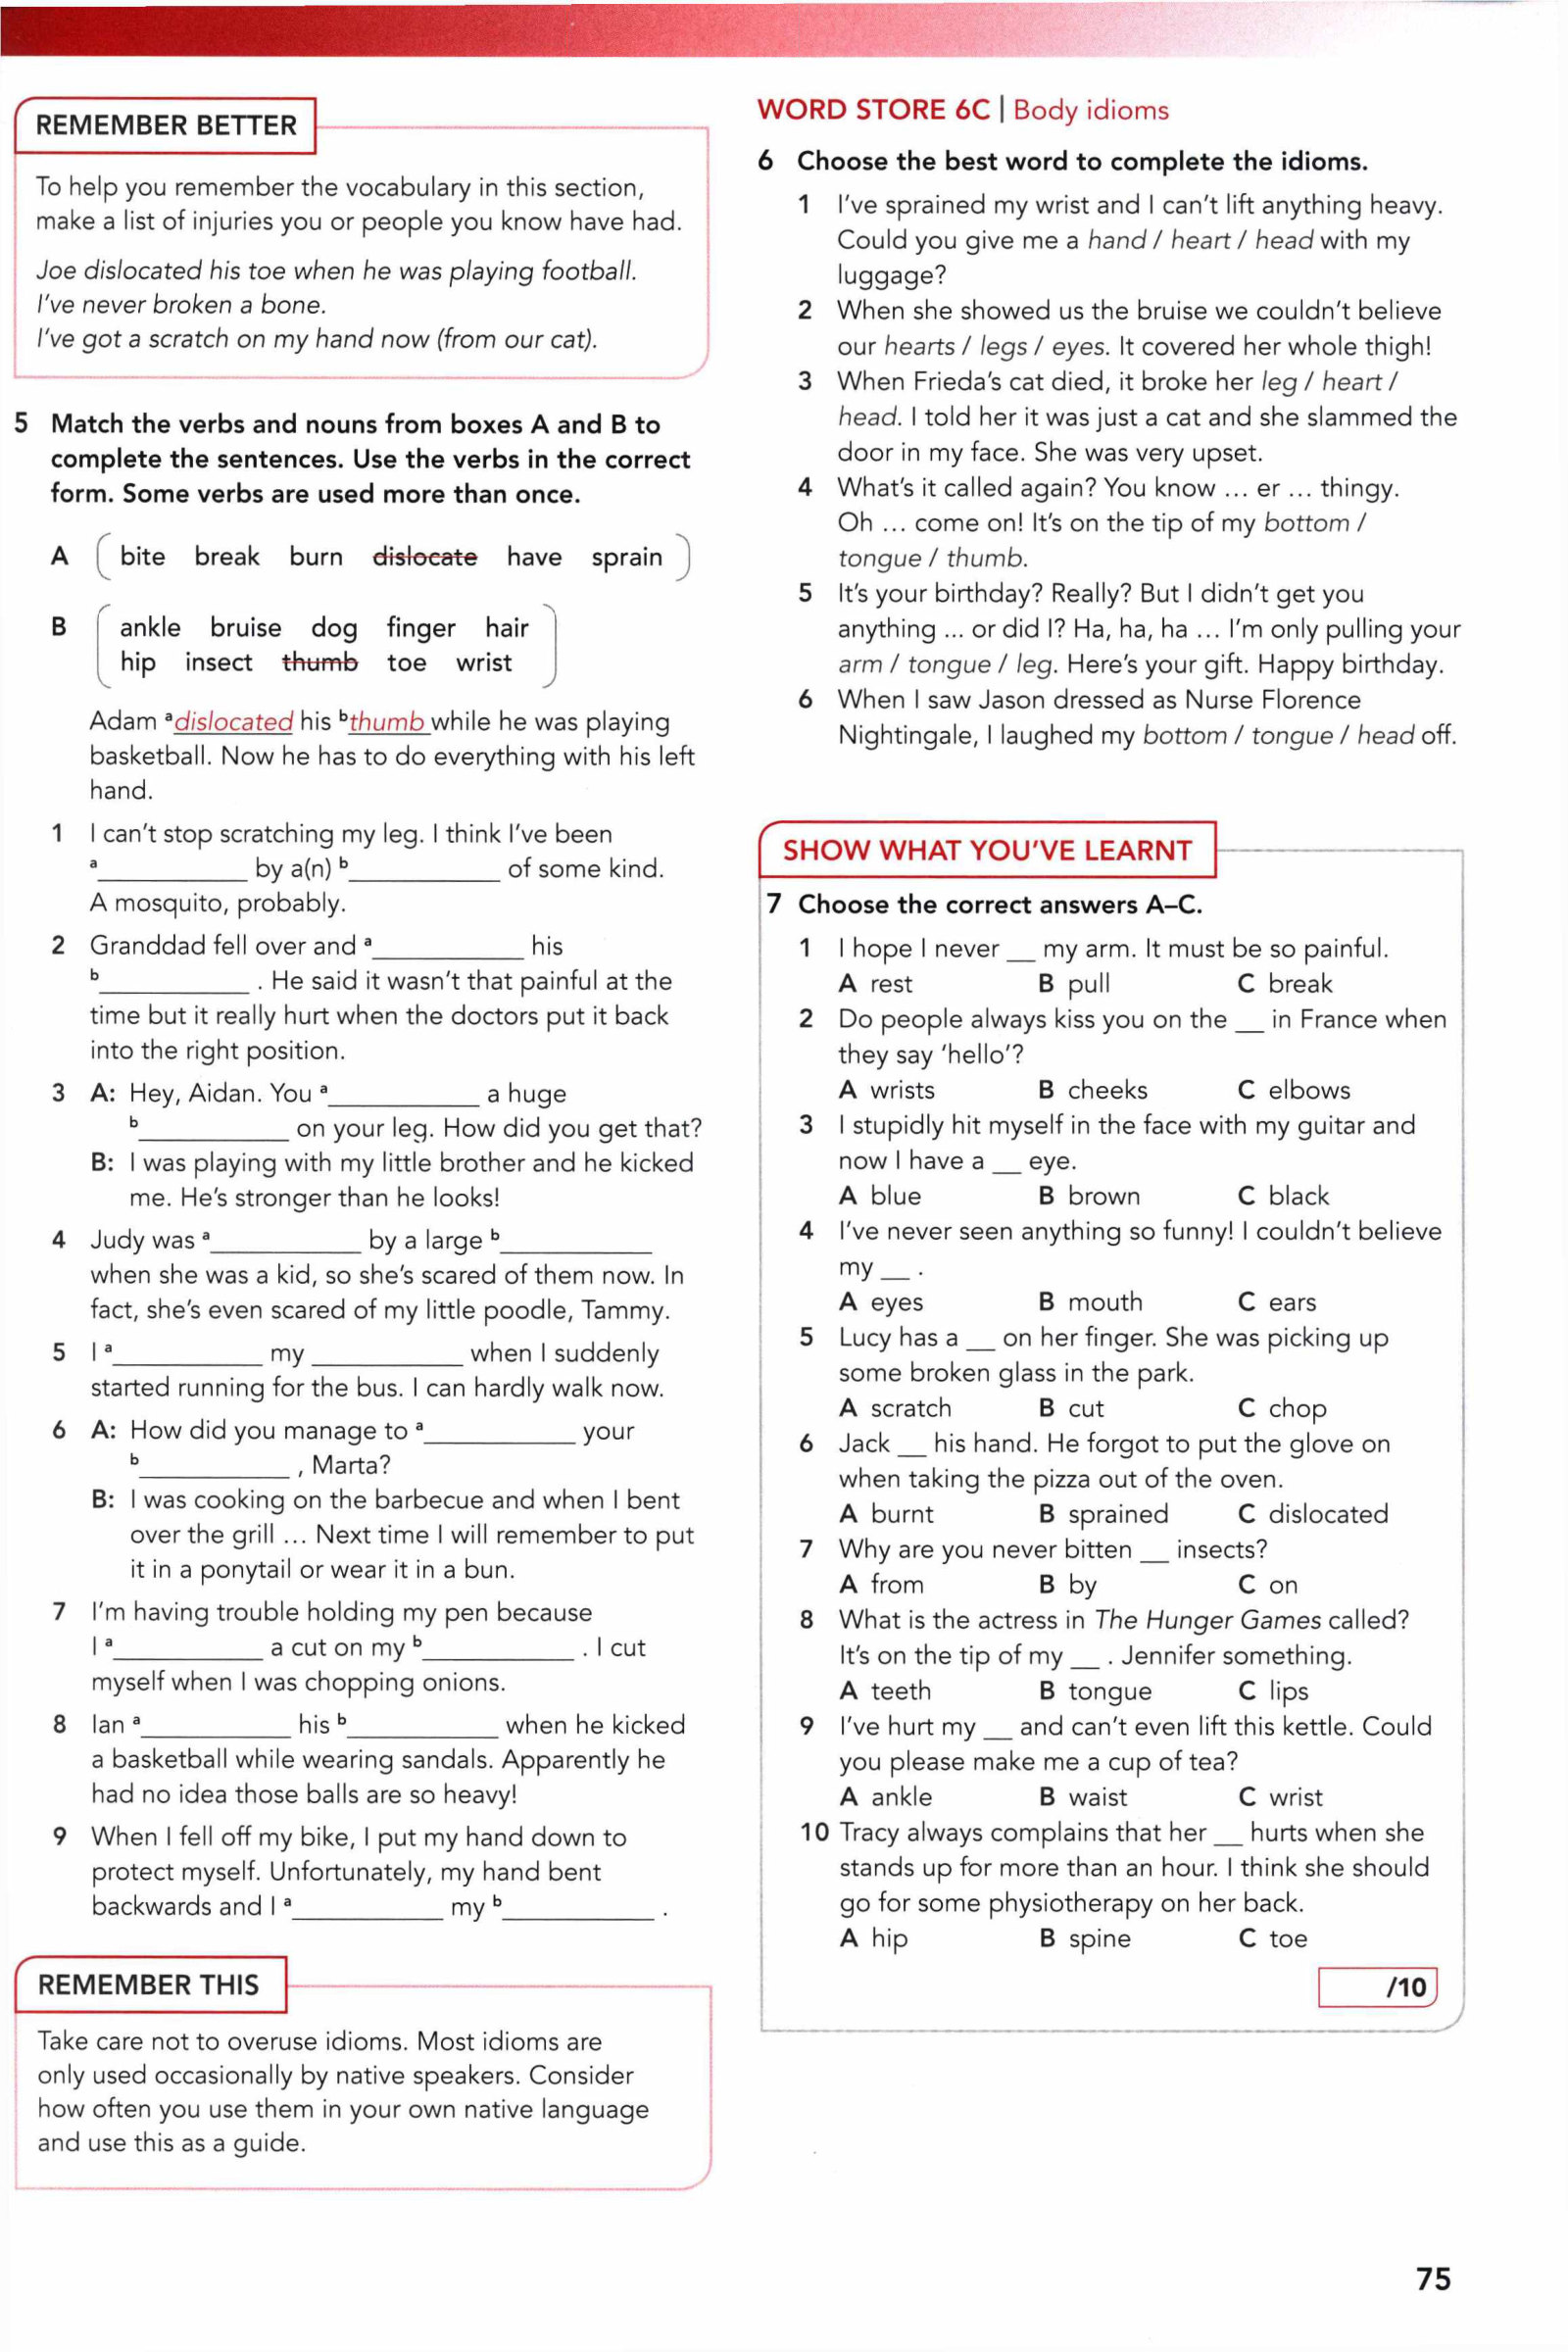 REMEMBER BETTER
To help you remember the vocabulary in this section,
make a list of injuries you or people you know have had.
Joe dislocated his toe when he was playing football.
I've never broken a bone.
I've got a scratch on my hand now (from our cat).
5 Match the verbs and nouns from boxes A and B to
complete the sentences. Use the verbs in the correct
form. Some verbs are used more than once.
A bite break burn dislocate have sprain
B ankle bruise dog finger hair
hip insect thumb toe wrist
Adam ᵃdislocated his ᵇthumb while he was playing
basketball. Now he has to do everything with his left
hand.
1 I can't stop scratching my leg. I think I've been
ᵃ___________ by a(n) ᵇ___________ of some kind.
A mosquito, probably.
2 Granddad fell over and ᵃ___________ his
ᵇ___________ . He said it wasn't that painful at the
time but it really hurt when the doctors put it back
into the right position.
3 A: Hey, Aidan. You ᵃ___________ a huge
ᵇ___________ on your leg. How did you get that?
B: I was playing with my little brother and he kicked
me. He's stronger than he looks!
4 Judy was ᵃ___________ by a large ᵇ___________
when she was a kid, so she's scared of them now. In
fact, she's even scared of my little poodle, Tammy.
5 I ᵃ___________ my ___________ when I suddenly
started running for the bus. I can hardly walk now.
6 A: How did you manage to ᵃ___________ your
ᵇ___________ , Marta?
B: I was cooking on the barbecue and when I bent
over the grill ... Next time I will remember to put
it in a ponytail or wear it in a bun.
7 I'm having trouble holding my pen because
I ᵃ___________ a cut on my ᵇ___________ . I cut
myself when I was chopping onions.
8 Ian ᵃ___________ his ᵇ___________ when he kicked
a basketball while wearing sandals. Apparently he
had no idea those balls are so heavy!
9 When I fell off my bike, I put my hand down to
protect myself. Unfortunately, my hand bent
backwards and I ᵃ___________ my ᵇ___________ .
REMEMBER THIS
Take care not to overuse idioms. Most idioms are
only used occasionally by native speakers. Consider
how often you use them in your own native language
and use this as a guide.
WORD STORE 6C | Body idioms
6 Choose the best word to complete the idioms.
1 I've sprained my wrist and I can't lift anything heavy.
Could you give me a hand / heart / head with my
luggage?
2 When she showed us the bruise we couldn't believe
our hearts / legs / eyes. It covered her whole thigh!
3 When Frieda's cat died, it broke her leg / heart /
head. I told her it was just a cat and she slammed the
door in my face. She was very upset.
4 What's it called again? You know ... er ... thingy.
Oh ... come on! It's on the tip of my bottom /
tongue / thumb.
5 It's your birthday? Really? But I didn't get you
anything ... or did I? Ha, ha, ha ... I'm only pulling your
arm / tongue / leg. Here's your gift. Happy birthday.
6 When I saw Jason dressed as Nurse Florence
Nightingale, I laughed my bottom / tongue / head off.
SHOW WHAT YOU'VE LEARNT
7 Choose the correct answers A–C.
1 I hope I never __ my arm. It must be so painful.
A rest B pull C break
2 Do people always kiss you on the __ in France when
they say 'hello'?
A wrists B cheeks C elbows
3 I stupidly hit myself in the face with my guitar and
now I have a __ eye.
A blue B brown C black
4 I've never seen anything so funny! I couldn't believe
my __ .
A eyes B mouth C ears
5 Lucy has a __ on her finger. She was picking up
some broken glass in the park.
A scratch B cut C chop
6 Jack __ his hand. He forgot to put the glove on
when taking the pizza out of the oven.
A burnt B sprained C dislocated
7 Why are you never bitten __ insects?
A from B by C on
8 What is the actress in The Hunger Games called?
It's on the tip of my __ . Jennifer something.
A teeth B tongue C lips
9 I've hurt my __ and can't even lift this kettle. Could
you please make me a cup of tea?
A ankle B waist C wrist
10 Tracy always complains that her __ hurts when she
stands up for more than an hour. I think she should
go for some physiotherapy on her back.
A hip B spine C toe
/10
75